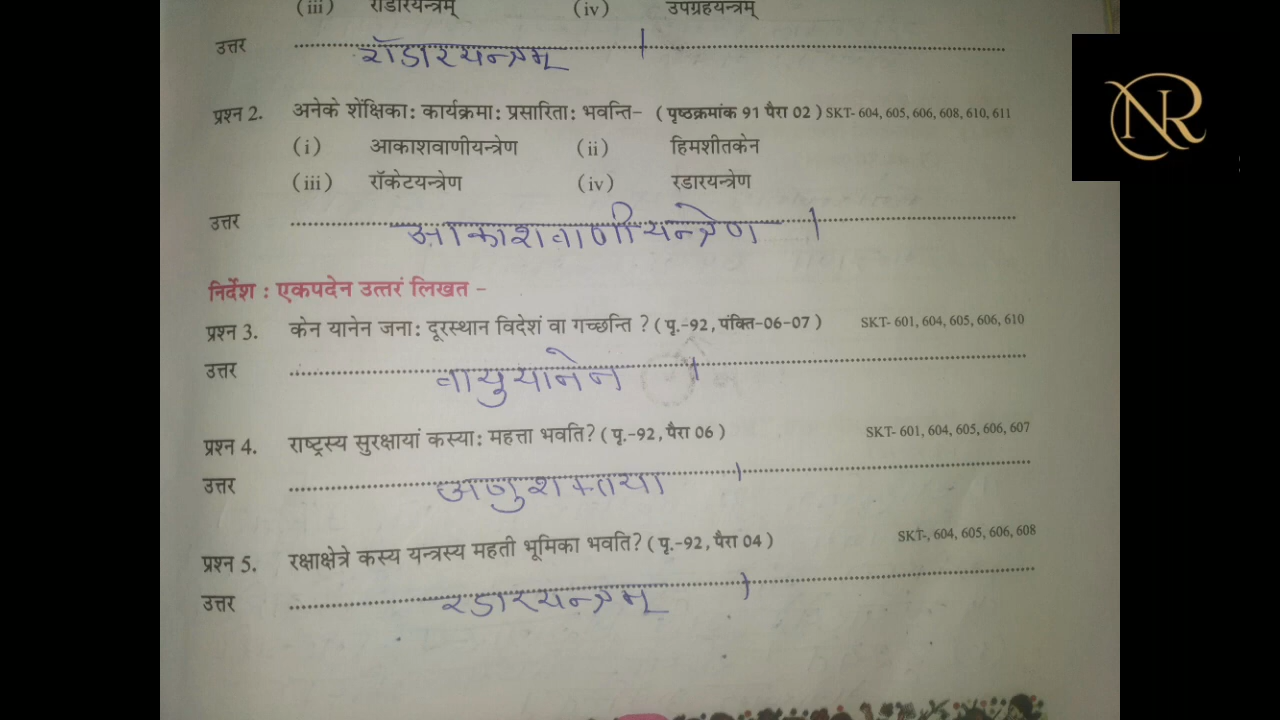 (iii) राडारयन्त्रम् (iv) उपग्रहयन्त्रम्
उत्तर रॉडारयन्त्रम् ।
प्रश्न 2. अनेके शेंक्षिका: कार्यक्रमा: प्रसारिता: भवन्ति- ( पृष्ठक्रमांक 91 पैरा 02 ) SKT- 604, 605, 606, 608, 610, 611
(i) आकाशवाणीयन्त्रेण (ii) हिमशीतकेन
(iii) रॉकेटयन्त्रेण (iv) रडारयन्त्रेण
उत्तर आकाशवाणीयन्त्रेण ।
निर्देश : एकपदेन उत्तरं लिखत -
प्रश्न 3. केन यानेन जना: दूरस्थान विदेशं वा गच्छन्ति ? ( पृ.-92, पंक्ति-06-07 ) SKT- 601, 604, 605, 606, 610
उत्तर वायुयानेन ।
प्रश्न 4. राष्ट्रस्य सुरक्षायां कस्या: महत्ता भवति? ( पृ.-92, पैरा 06 ) SKT- 601, 604, 605, 606, 607
उत्तर अणुशक्तया ।
प्रश्न 5. रक्षाक्षेत्रे कस्य यन्त्रस्य महती भूमिका भवति? ( पृ.-92, पैरा 04 ) SKT-, 604, 605, 606, 608
उत्तर रडारयन्त्रम् ।
NR